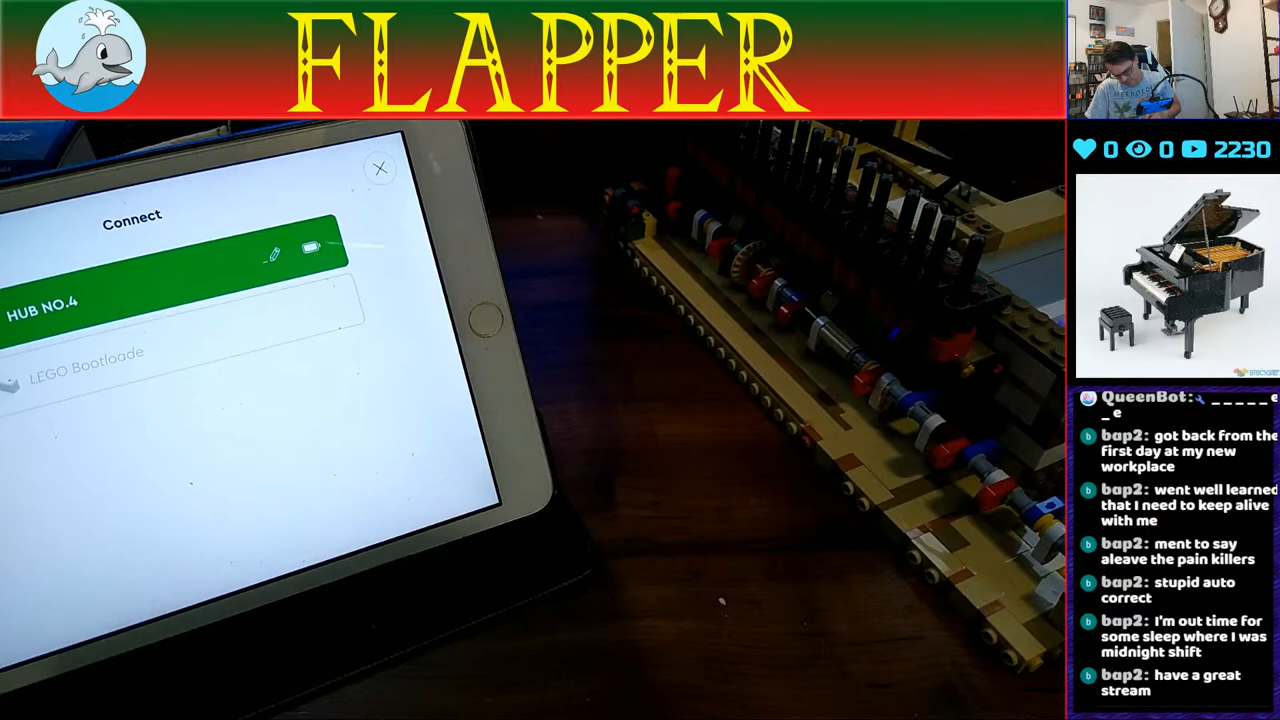 FLAPPER
0 0 2230
Connect
HUB NO.4
LEGO Bootloade
HERBOLOGY
BRICKSET
QueenBot: _ _ _ _ _ e
_ e
bap2: got back from the
first day at my new
workplace
bap2: went well learned
that I need to keep alive
with me
bap2: ment to say
aleave the pain killers
bap2: stupid auto
correct
bap2: I'm out time for
some sleep where I was
midnight shift
bap2: have a great
stream